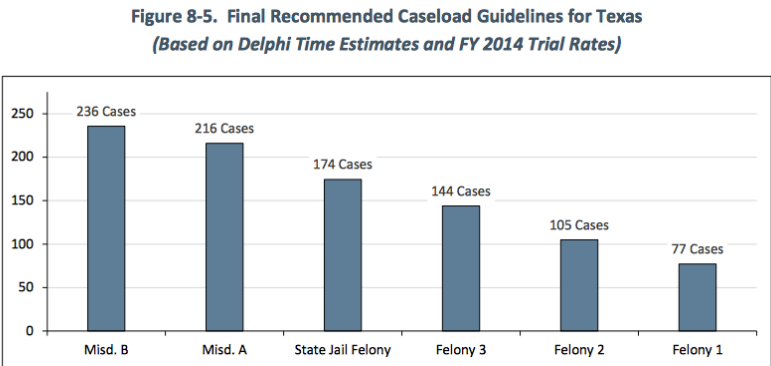 Figure 8-5.  Final Recommended Caseload Guidelines for Texas
(Based on Delphi Time Estimates and FY 2014 Trial Rates)
236 Cases
216 Cases
174 Cases
144 Cases
105 Cases
77 Cases
250
200
150
100
50
0
Misd. B
Misd. A
State Jail Felony
Felony 3
Felony 2
Felony 1